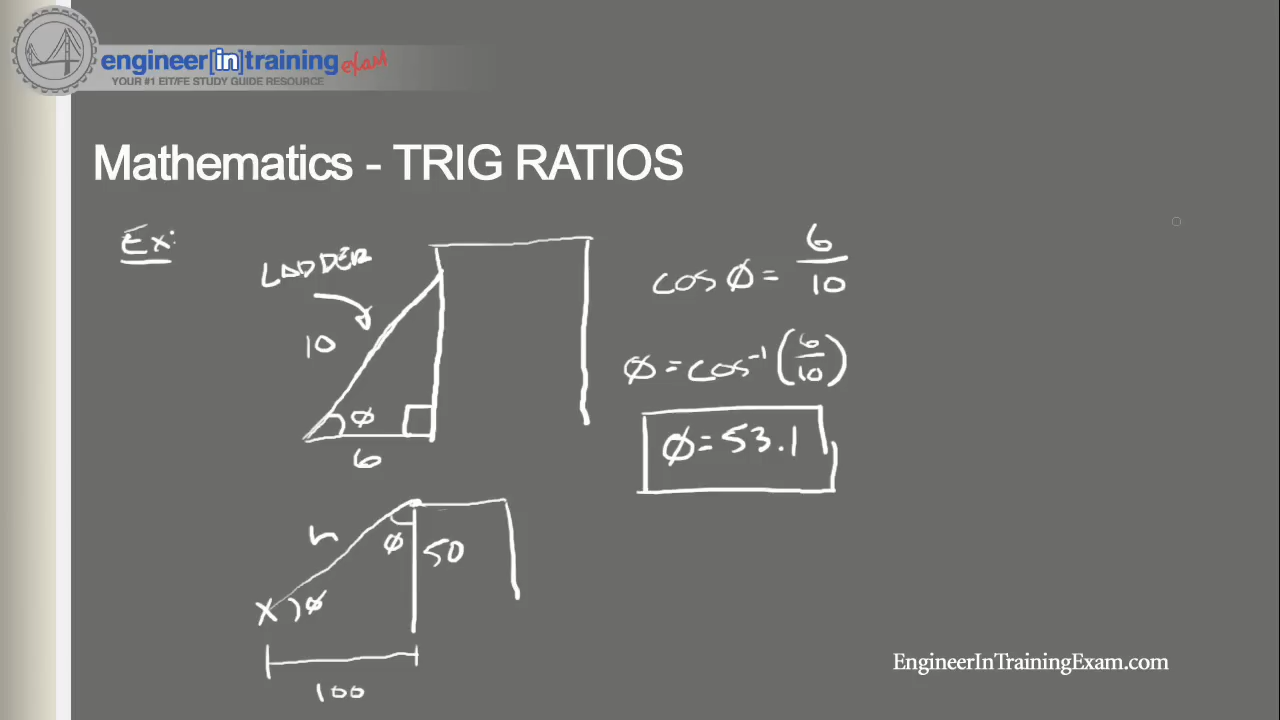 engineer[in]training exam
YOUR #1 EIT/FE STUDY GUIDE RESOURCE
Mathematics - TRIG RATIOS
Ex:
LADDER
10
φ
6
cos φ = 6/10
φ = cos⁻¹ (6/10)
φ = 53.1
h
φ
50
X
φ
100
EngineerInTrainingExam.com